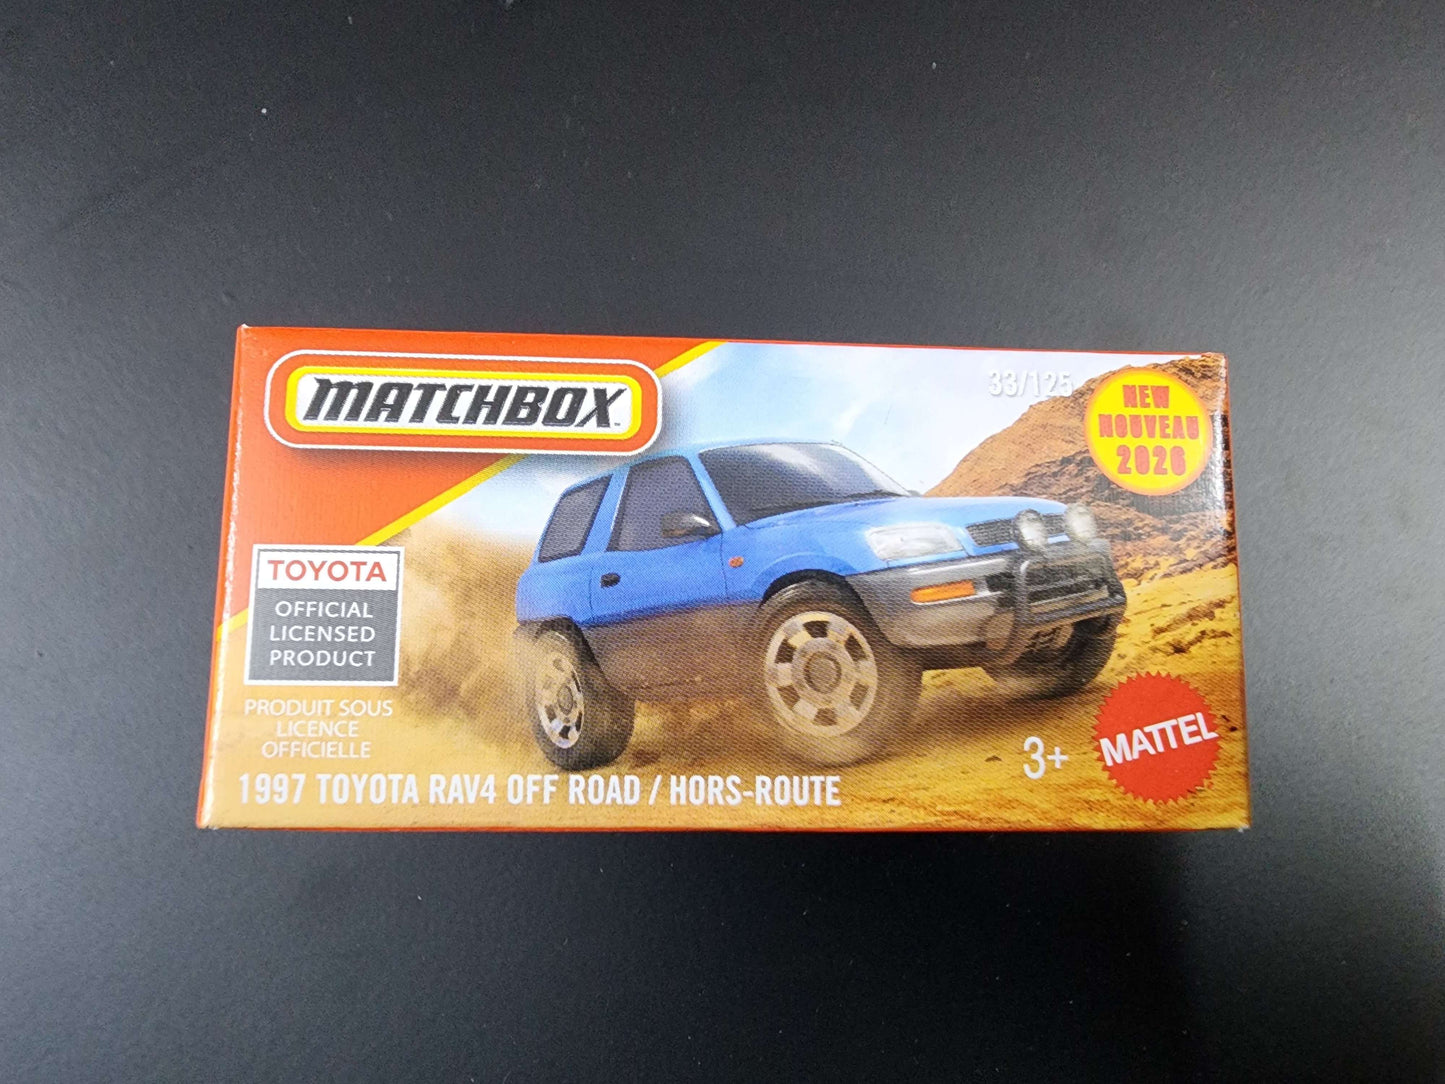 MATCHBOX
33/125
NEW
NOUVEAU
2026
TOYOTA
OFFICIAL
LICENSED
PRODUCT
PRODUIT SOUS
LICENCE
OFFICIELLE
1997 TOYOTA RAV4 OFF ROAD / HORS-ROUTE
3+
MATTEL